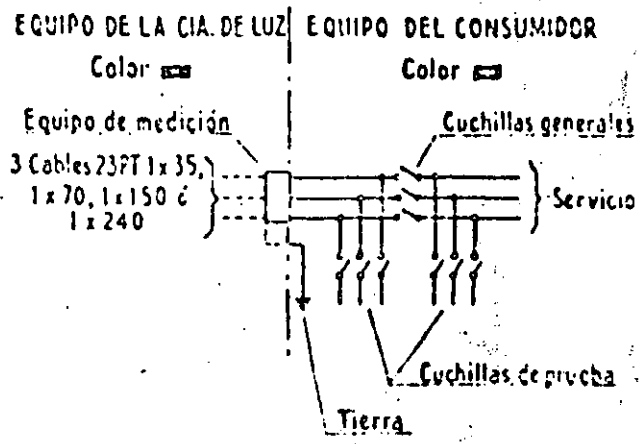 EQUIPO DE LA CIA. DE LUZ
EQUIPO DEL CONSUMIDOR
Color
Color
Equipo de medición
Cuchillas generales
3 Cables 23PT 1x35,
1x70, 1x150 ó
1x240
Servicio
Cuchillas de prueba
Tierra